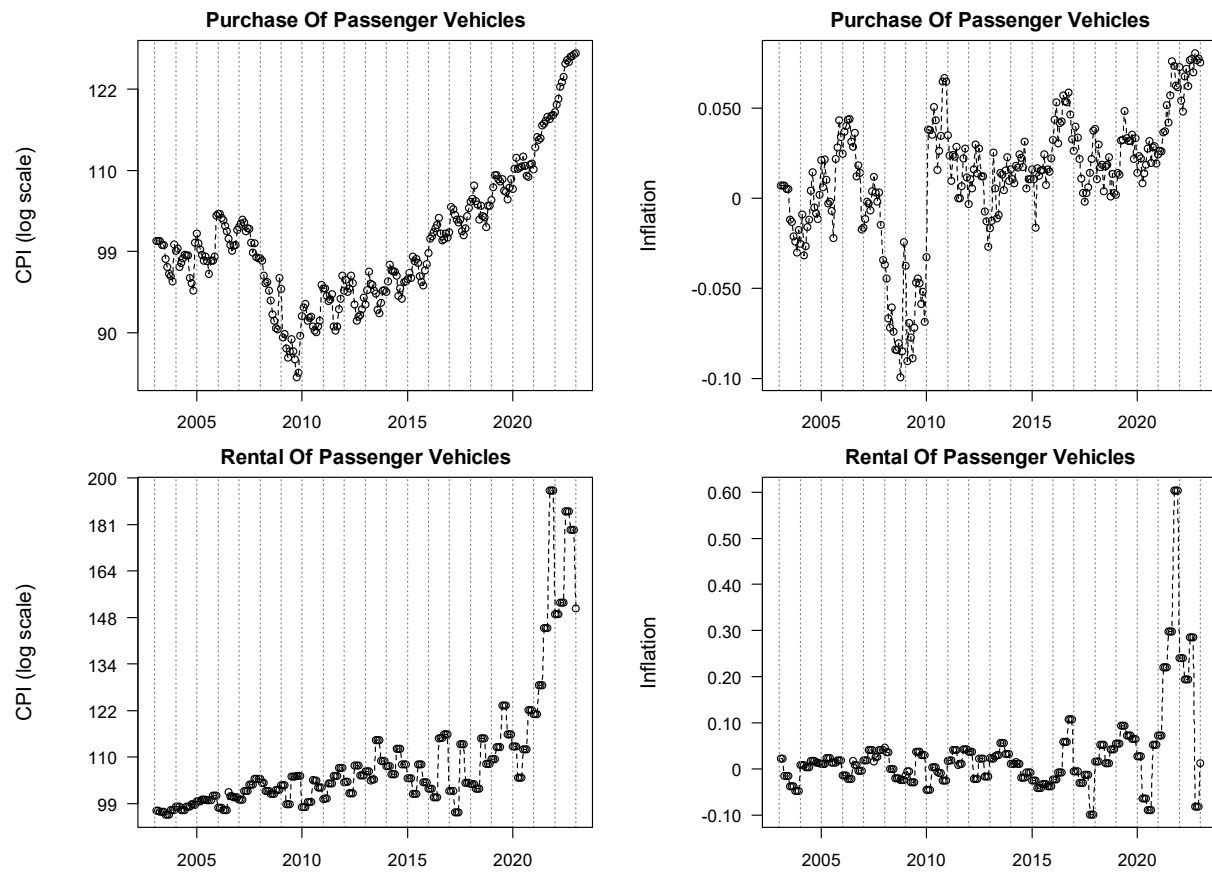 Purchase Of Passenger Vehicles
CPI (log scale)
122
110
99
90
2005 2010 2015 2020
Purchase Of Passenger Vehicles
Inflation
0.050
0
-0.050
-0.10
2005 2010 2015 2020
Rental Of Passenger Vehicles
CPI (log scale)
200
181
164
148
134
122
110
99
2005 2010 2015 2020
Rental Of Passenger Vehicles
Inflation
0.60
0.50
0.40
0.30
0.20
0.10
0
-0.10
2005 2010 2015 2020